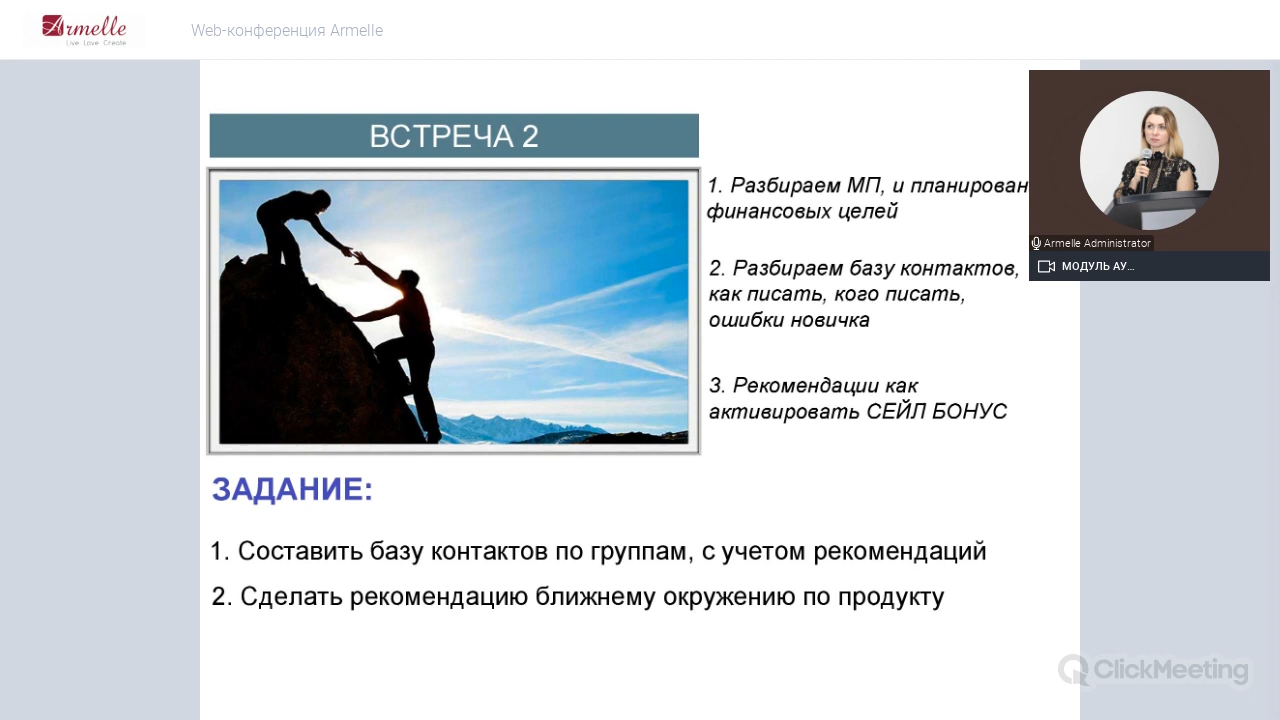 Armelle
Live Love Create
Web-конференция Armelle
ВСТРЕЧА 2
1. Разбираем МП, и планирован
финансовых целей
2. Разбираем базу контактов,
как писать, кого писать,
ошибки новичка
3. Рекомендации как
активировать СЕЙЛ БОНУС
Armelle Administrator
МОДУЛЬ АУ...
ЗАДАНИЕ:
1. Составить базу контактов по группам, с учетом рекомендаций
2. Сделать рекомендацию ближнему окружению по продукту
ClickMeeting